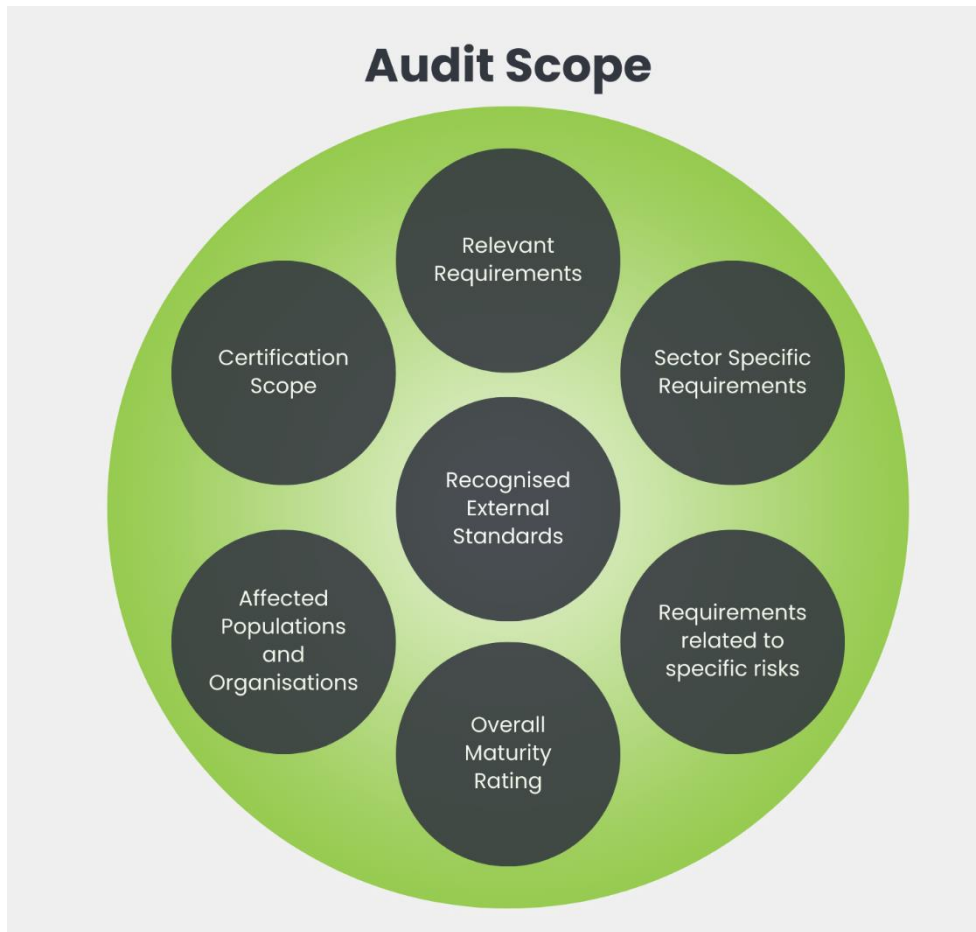 Audit Scope
Relevant
Requirements
Certification
Scope
Sector Specific
Requirements
Recognised
External
Standards
Affected
Populations
and
Organisations
Requirements
related to
specific risks
Overall
Maturity
Rating